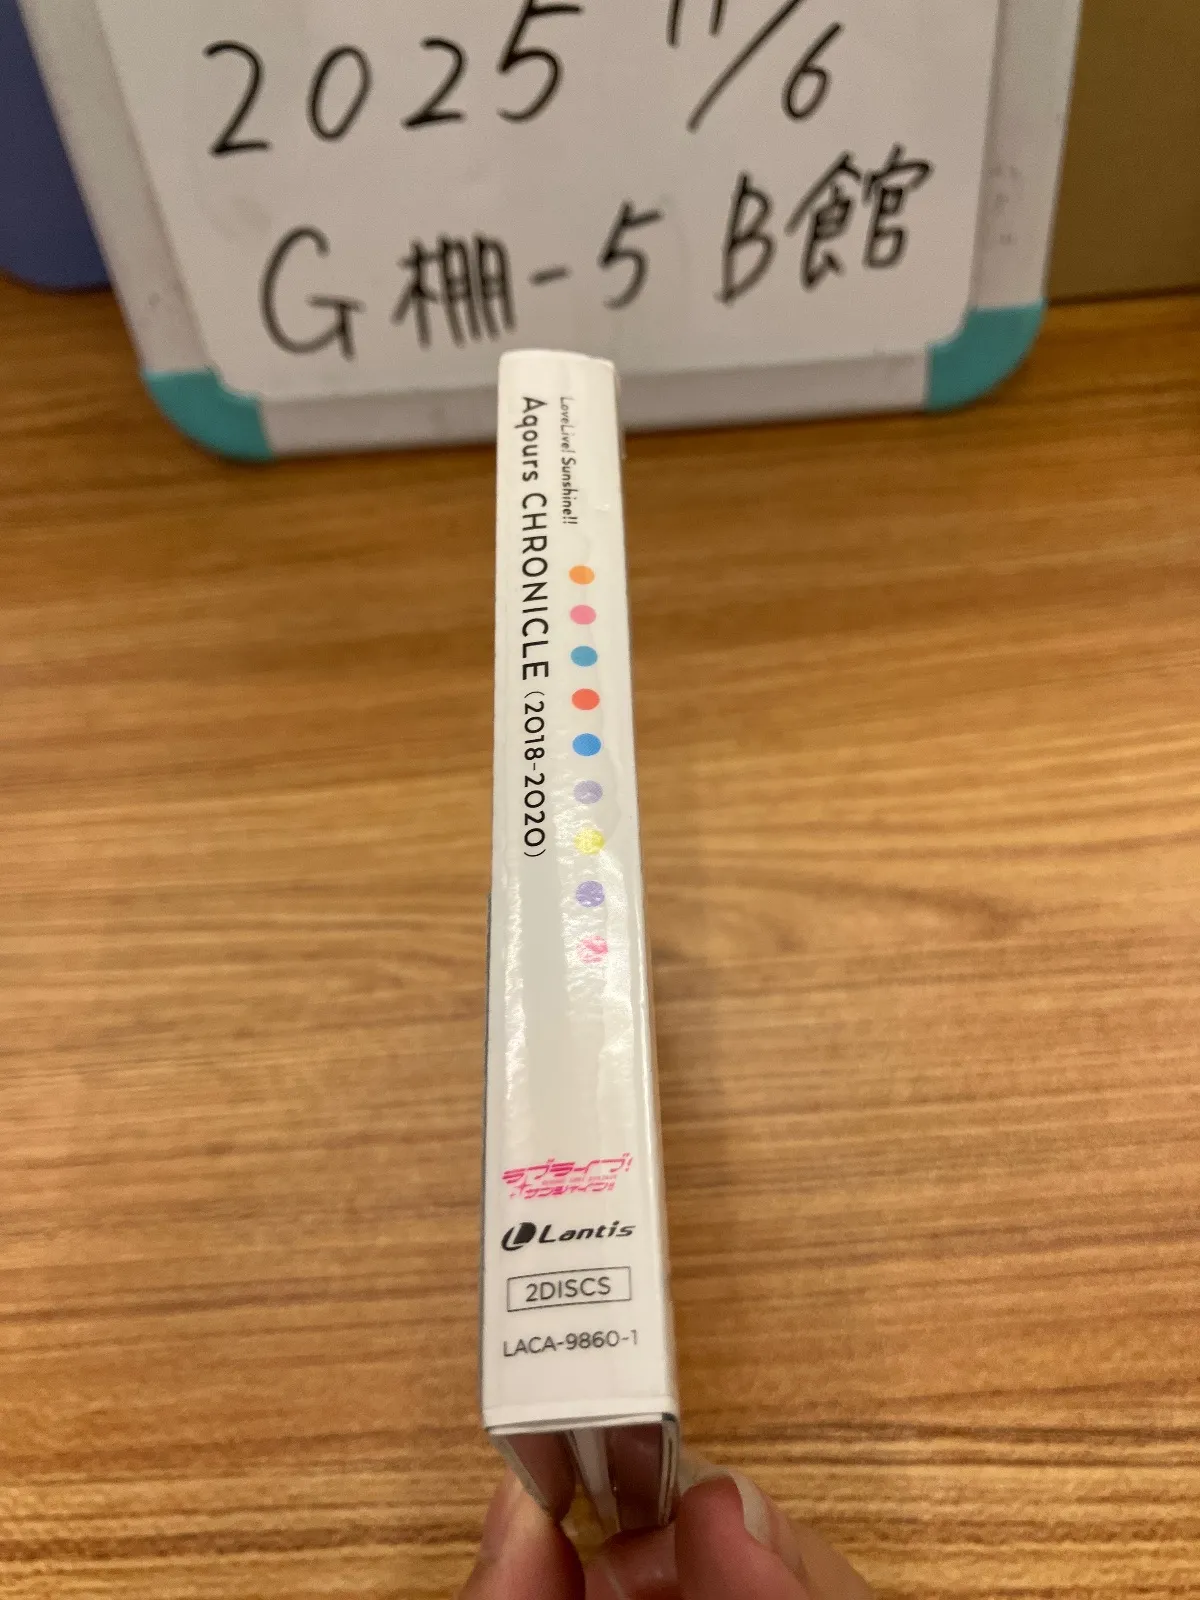 2025 11/6
G棚-5 B館
LoveLive! Sunshine!!
Aqours CHRONICLE (2018-2020)
ラブライブ!
サンシャイン!!
Lantis
2DISCS
LACA-9860-1